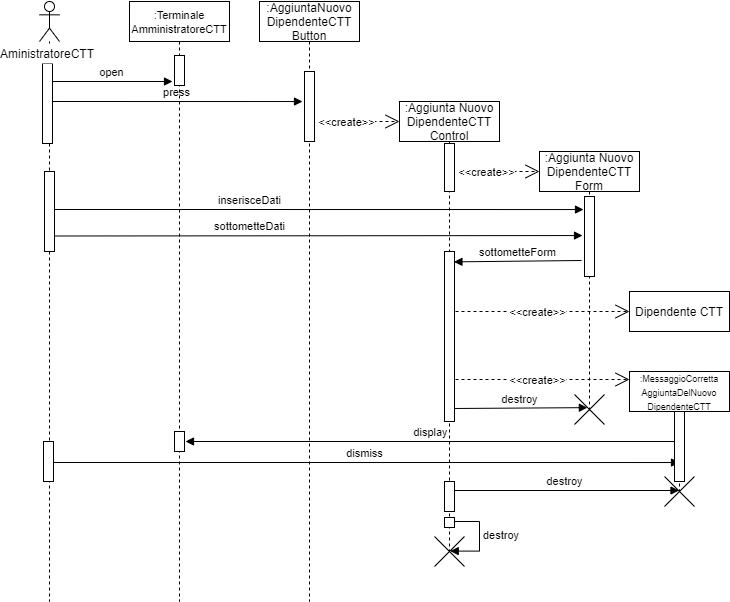 :Terminale
AmministratoreCTT
:AggiuntaNuovo
DipendenteCTT
Button
AministratoreCTT
open
press
<<create>>
:Aggiunta Nuovo
DipendenteCTT
Control
<<create>>
:Aggiunta Nuovo
DipendenteCTT
Form
inserisceDati
sottometteDati
sottometteForm
<<create>>
Dipendente CTT
<<create>>
:MessaggioCorretta
AggiuntaDelNuovo
DipendenteCTT
destroy
display
dismiss
destroy
destroy